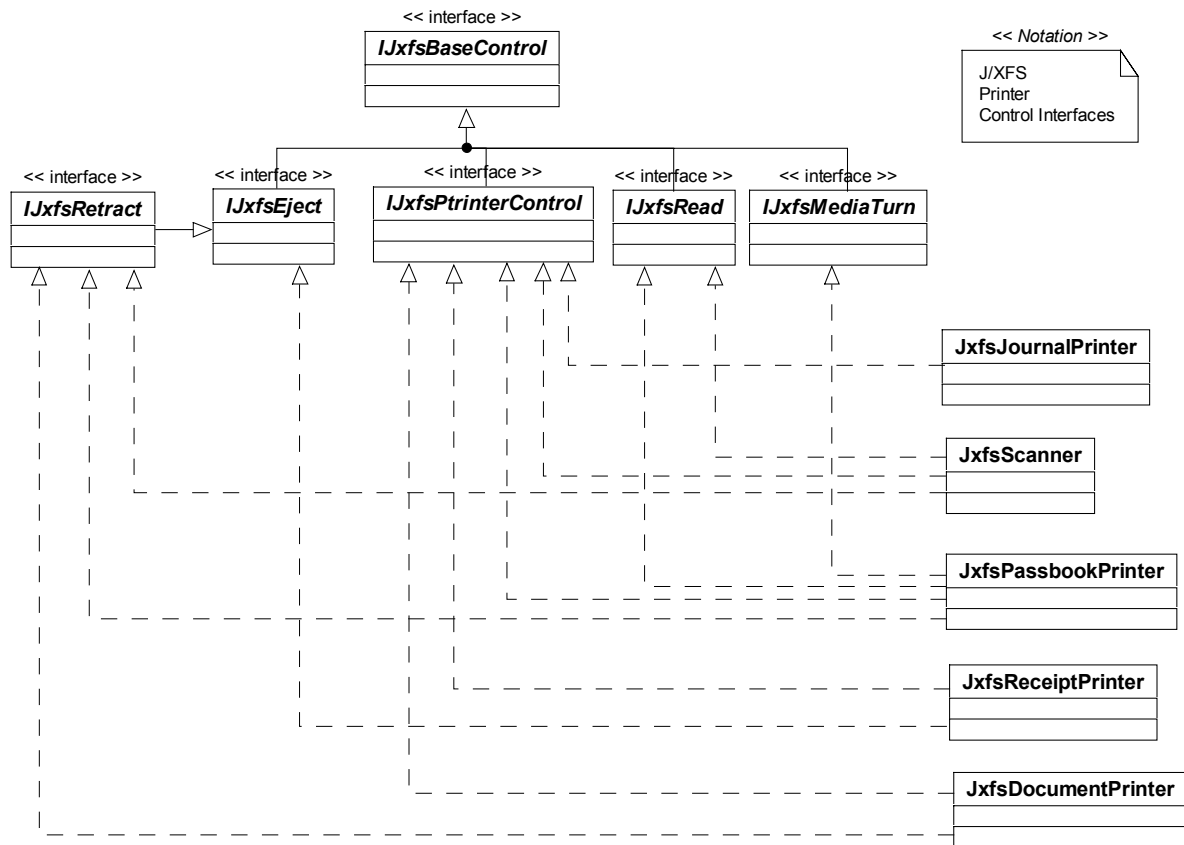 << interface >>
IJxfsBaseControl
<< Notation >>
J/XFS
Printer
Control Interfaces
<< interface >>
IJxfsRetract
<< interface >>
IJxfsEject
<< interface >>
IJxfsPtrinterControl
<< interface >>
IJxfsRead
<< interface >>
IJxfsMediaTurn
JxfsJournalPrinter
JxfsScanner
JxfsPassbookPrinter
JxfsReceiptPrinter
JxfsDocumentPrinter